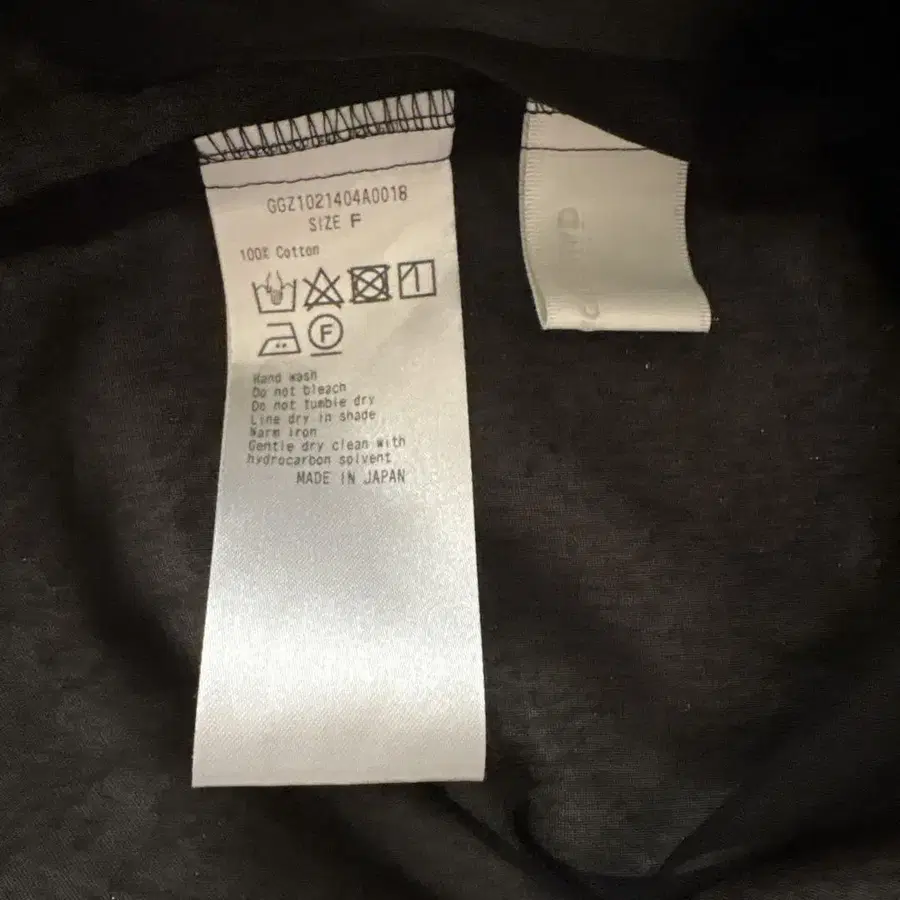 GGZ1021404A0018
SIZE F
100% Cotton
F
Hand wash
Do not bleach
Do not tumble dry
Line dry in shade
Warm iron
Gentle dry clean with
hydrocarbon solvent
MADE IN JAPAN